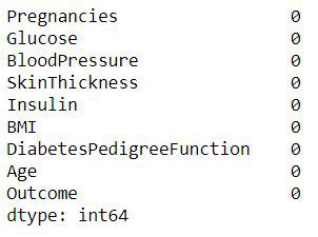 Pregnancies 0
Glucose 0
BloodPressure 0
SkinThickness 0
Insulin 0
BMI 0
DiabetesPedigreeFunction 0
Age 0
Outcome 0
dtype: int64